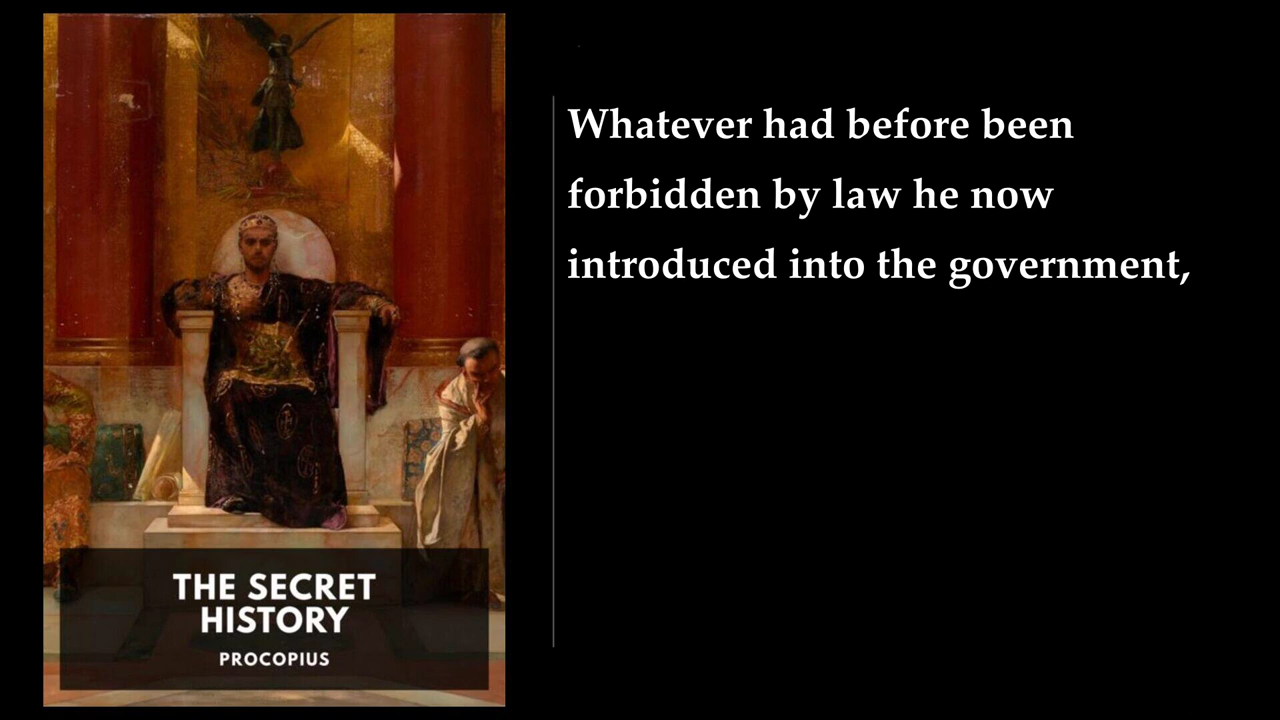 THE SECRET
HISTORY
PROCOPIUS
Whatever had before been
forbidden by law he now
introduced into the government,